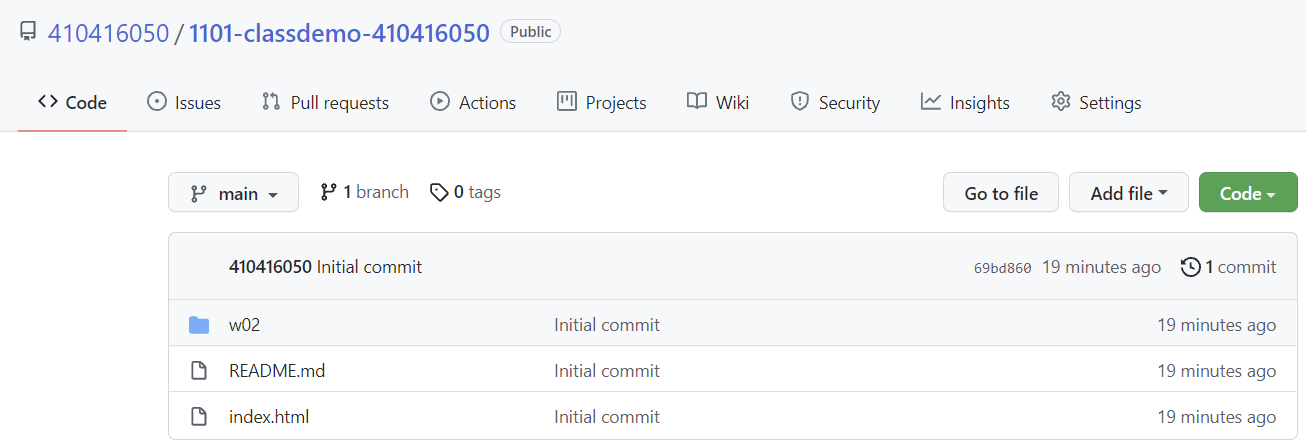 410416050 / 1101-classdemo-410416050 Public
Code Issues Pull requests Actions Projects Wiki Security Insights Settings
main 1 branch 0 tags Go to file Add file Code
410416050 Initial commit 69bd860 19 minutes ago 1 commit
w02 Initial commit 19 minutes ago
README.md Initial commit 19 minutes ago
index.html Initial commit 19 minutes ago